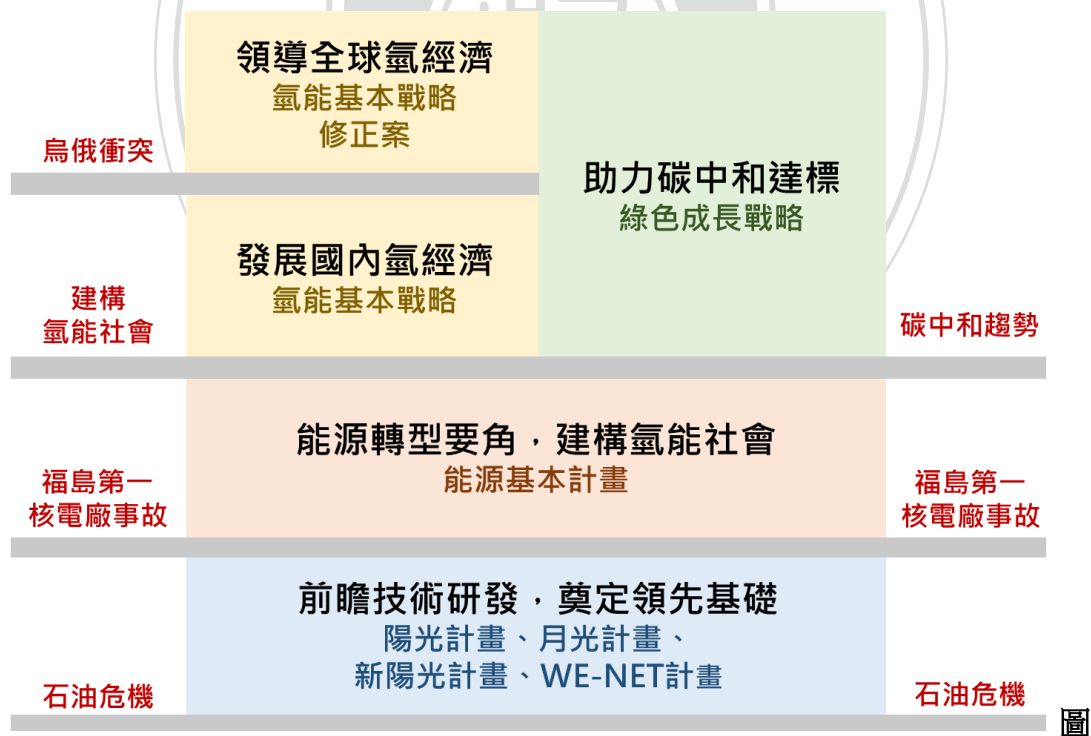 領導全球氫經濟
氫能基本戰略
修正案
烏俄衝突
助力碳中和達標
綠色成長戰略
發展國內氫經濟
氫能基本戰略
建構
氫能社會
碳中和趨勢
能源轉型要角，建構氫能社會
能源基本計畫
福島第一
核電廠事故
福島第一
核電廠事故
前瞻技術研發，奠定領先基礎
陽光計畫、月光計畫、
新陽光計畫、WE-NET計畫
石油危機
石油危機
圖